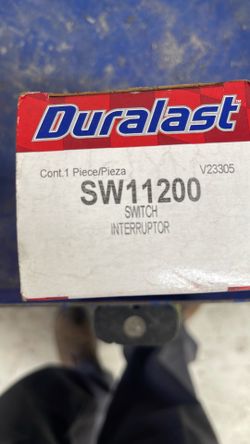 Duralast
Cont.1 Piece/Pieza V23305
SW11200
SWITCH
INTERRUPTOR